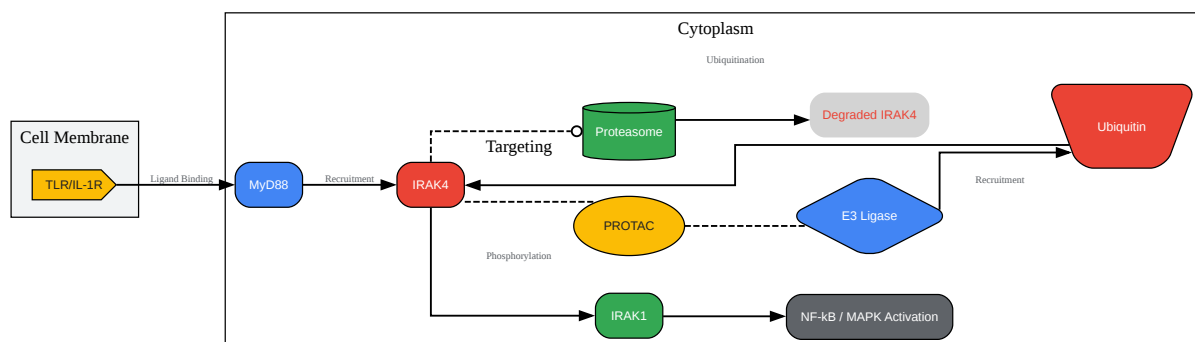 Cytoplasm
Ubiquitination
Cell Membrane
Proteasome
Degraded IRAK4
Ubiquitin
Targeting
TLR/IL-1R
Ligand Binding
MyD88
Recruitment
IRAK4
Recruitment
PROTAC
E3 Ligase
Phosphorylation
IRAK1
NF-kB / MAPK Activation